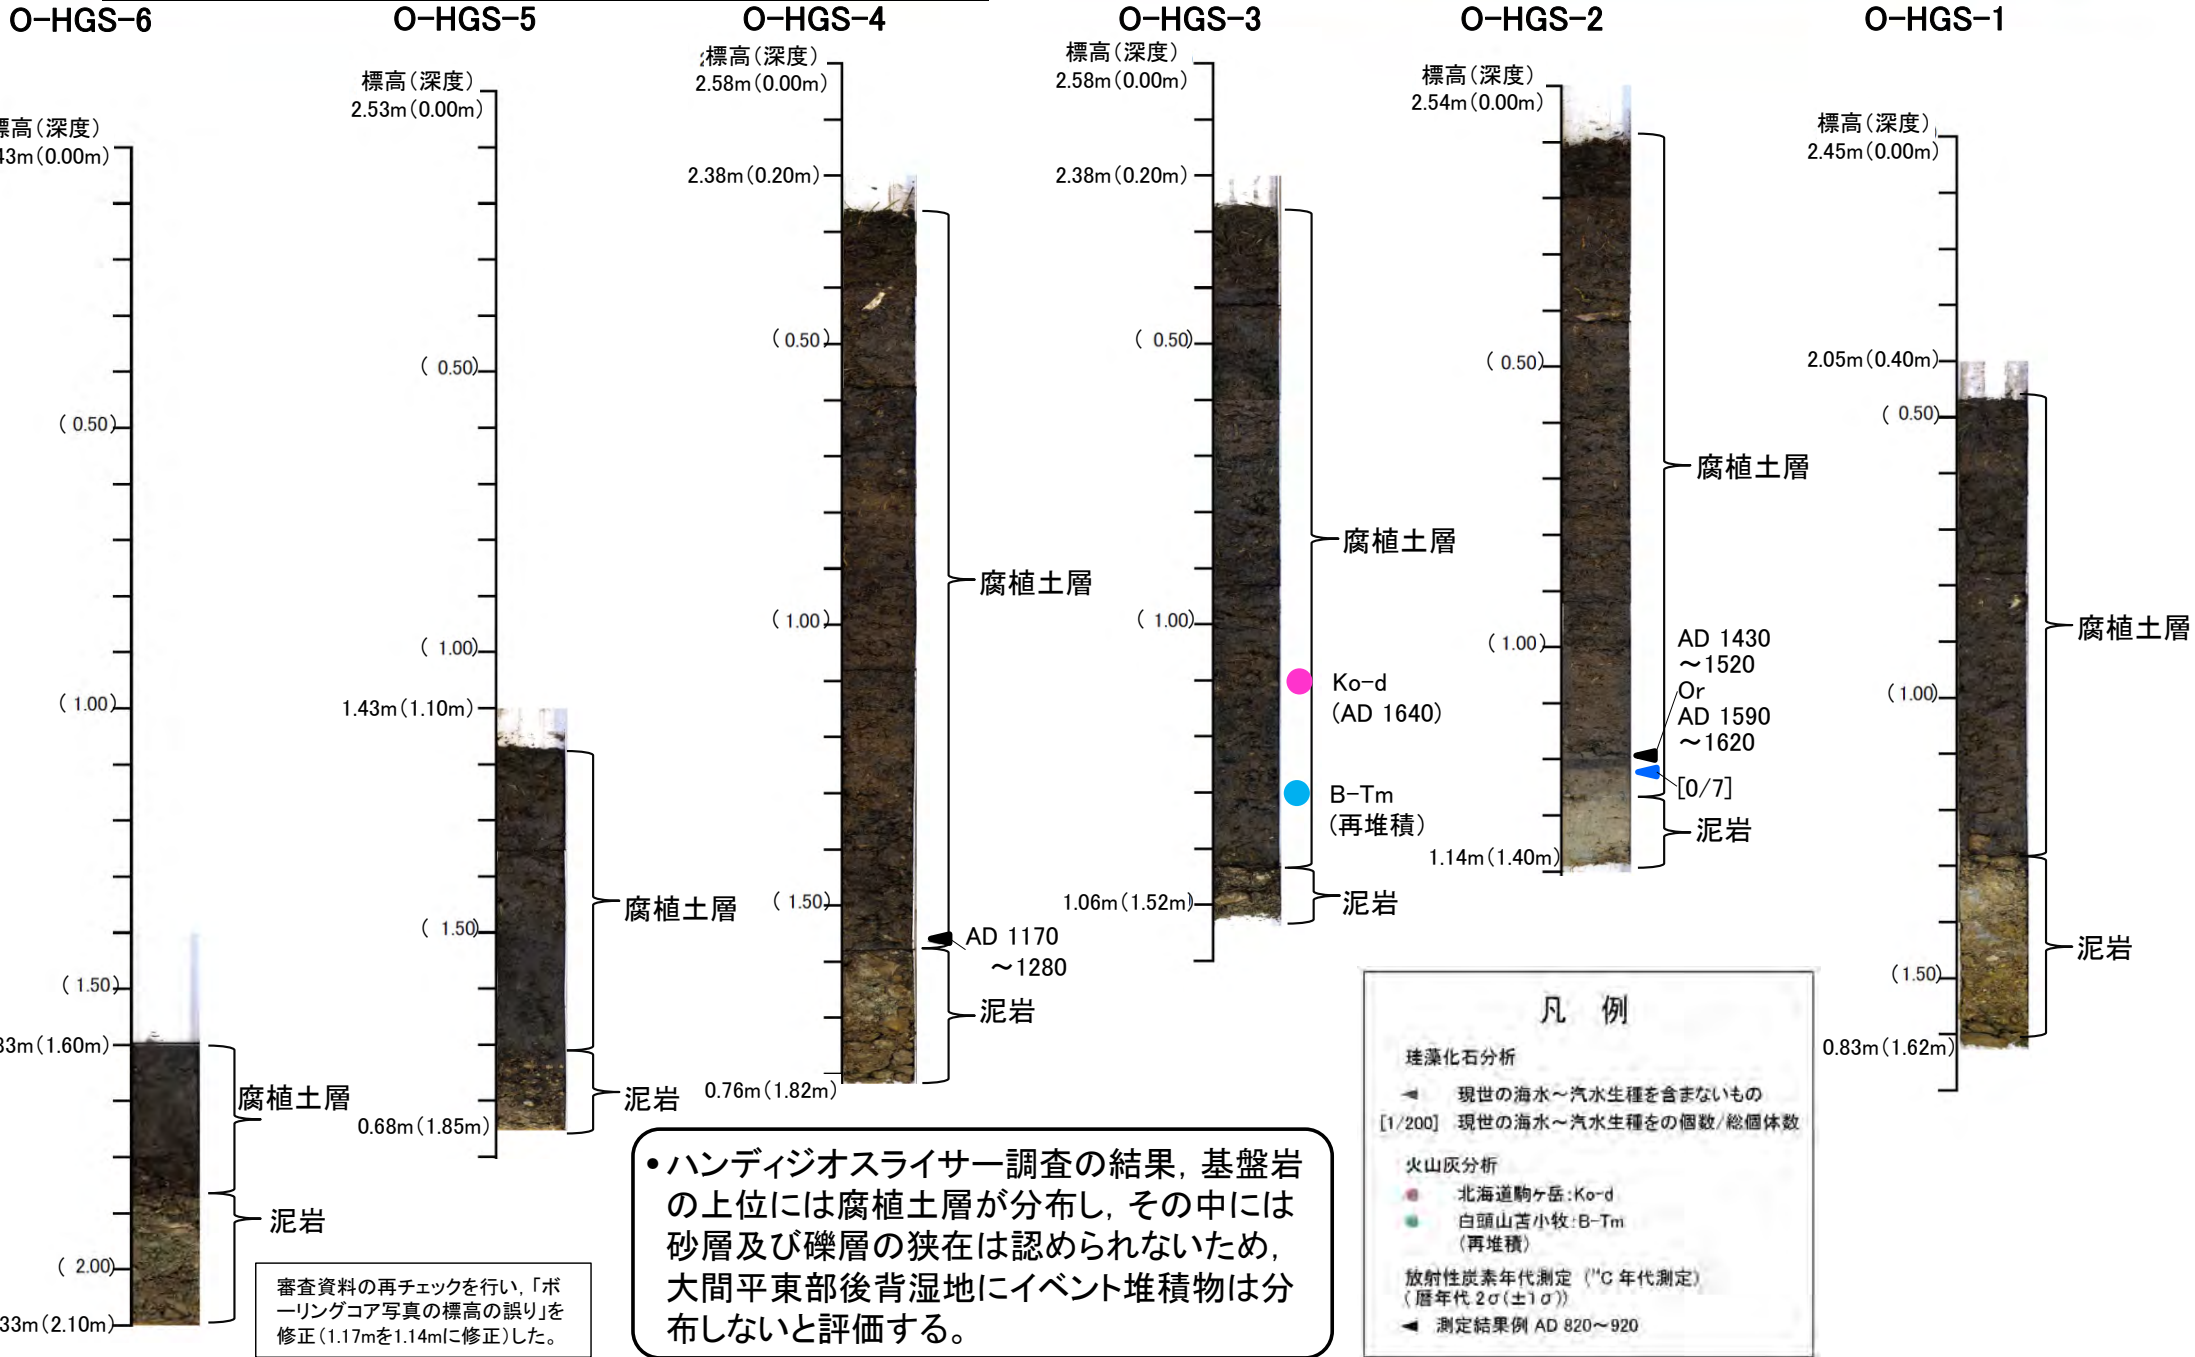 O-HGS-6
O-HGS-5
O-HGS-4
O-HGS-3
O-HGS-2
O-HGS-1
標高(深度)
43m(0.00m)
( 0.50)
( 1.00)
( 1.50)
33m(1.60m)
( 2.00)
33m(2.10m)
腐植土層
泥岩
標高(深度)
2.53m(0.00m)
( 0.50)
( 1.00)
1.43m(1.10m)
( 1.50)
0.68m(1.85m)
腐植土層
泥岩
標高(深度)
2.58m(0.00m)
2.38m(0.20m)
( 0.50)
( 1.00)
( 1.50)
0.76m(1.82m)
腐植土層
AD 1170
~1280
泥岩
標高(深度)
2.58m(0.00m)
2.38m(0.20m)
( 0.50)
( 1.00)
1.06m(1.52m)
腐植土層
Ko-d
(AD 1640)
B-Tm
(再堆積)
泥岩
標高(深度)
2.54m(0.00m)
( 0.50)
( 1.00)
1.14m(1.40m)
腐植土層
AD 1430
~1520
Or
AD 1590
~1620
[0/7]
泥岩
標高(深度)
2.45m(0.00m)
2.05m(0.40m)
( 0.50)
( 1.00)
(1.50)
0.83m(1.62m)
腐植土層
泥岩
審査資料の再チェックを行い,「ボ
ーリングコア写真の標高の誤り」を
修正(1.17mを1.14mに修正)した。
•ハンディジオスライサー調査の結果, 基盤岩
の上位には腐植土層が分布し, その中には
砂層及び礫層の狭在は認められないため,
大間平東部後背湿地にイベント堆積物は分
布しないと評価する。
凡 例
珪藻化石分析
現世の海水~汽水生種を含まないもの
[1/200] 現世の海水~汽水生種をの個数/総個体数
火山灰分析
北海道駒ケ岳:Ko-d
白頭山苫小牧:B-Tm
(再堆積)
放射性炭素年代測定 (¹⁴C 年代測定)
(暦年代 2σ(±1σ))
測定結果例 AD 820~920